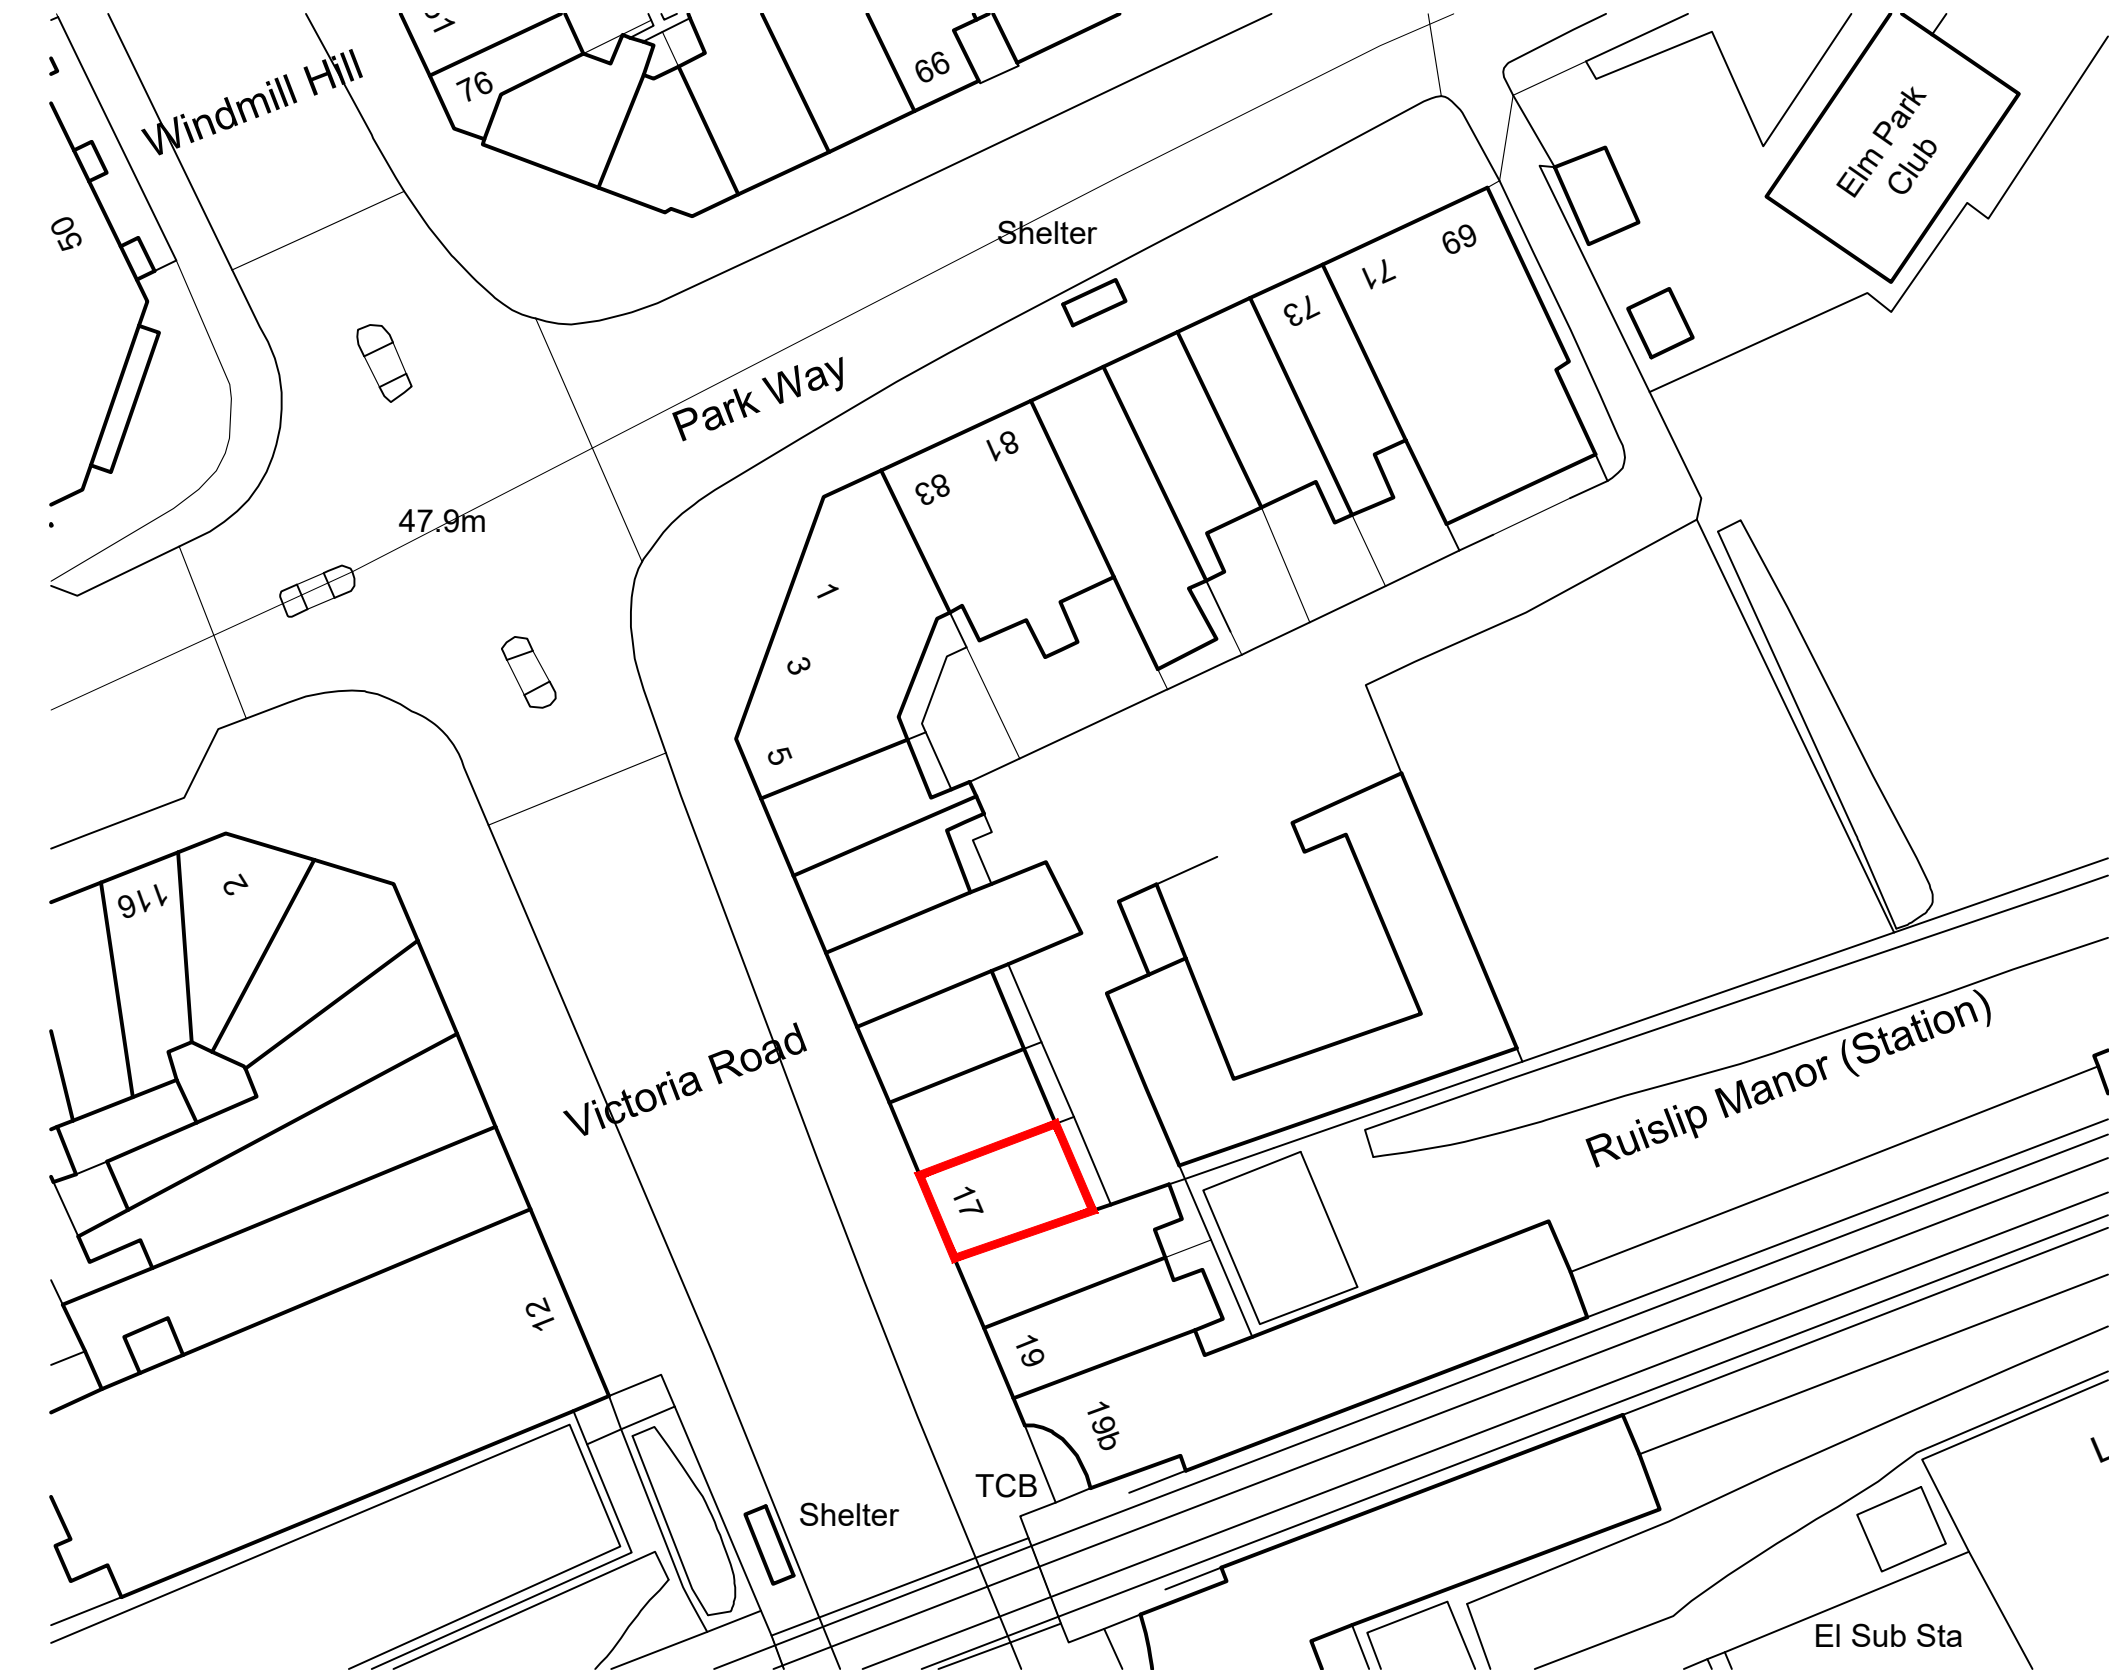 Windmill Hill
76
66
50
Elm Park
Club
Shelter
69
71
73
Park Way
81
83
47.9m
1
3
5
116
2
Victoria Road
Ruislip Manor (Station)
17
12
19
19b
TCB
Shelter
El Sub Sta